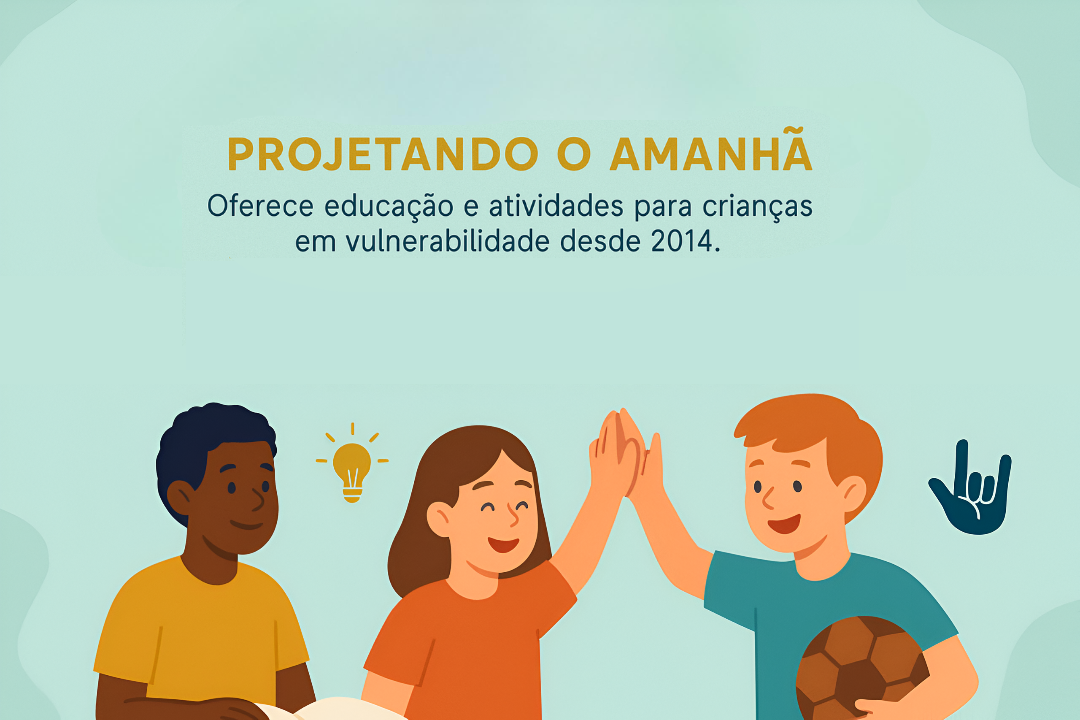 PROJETANDO O AMANHÃ
Oferece educação e atividades para crianças
em vulnerabilidade desde 2014.